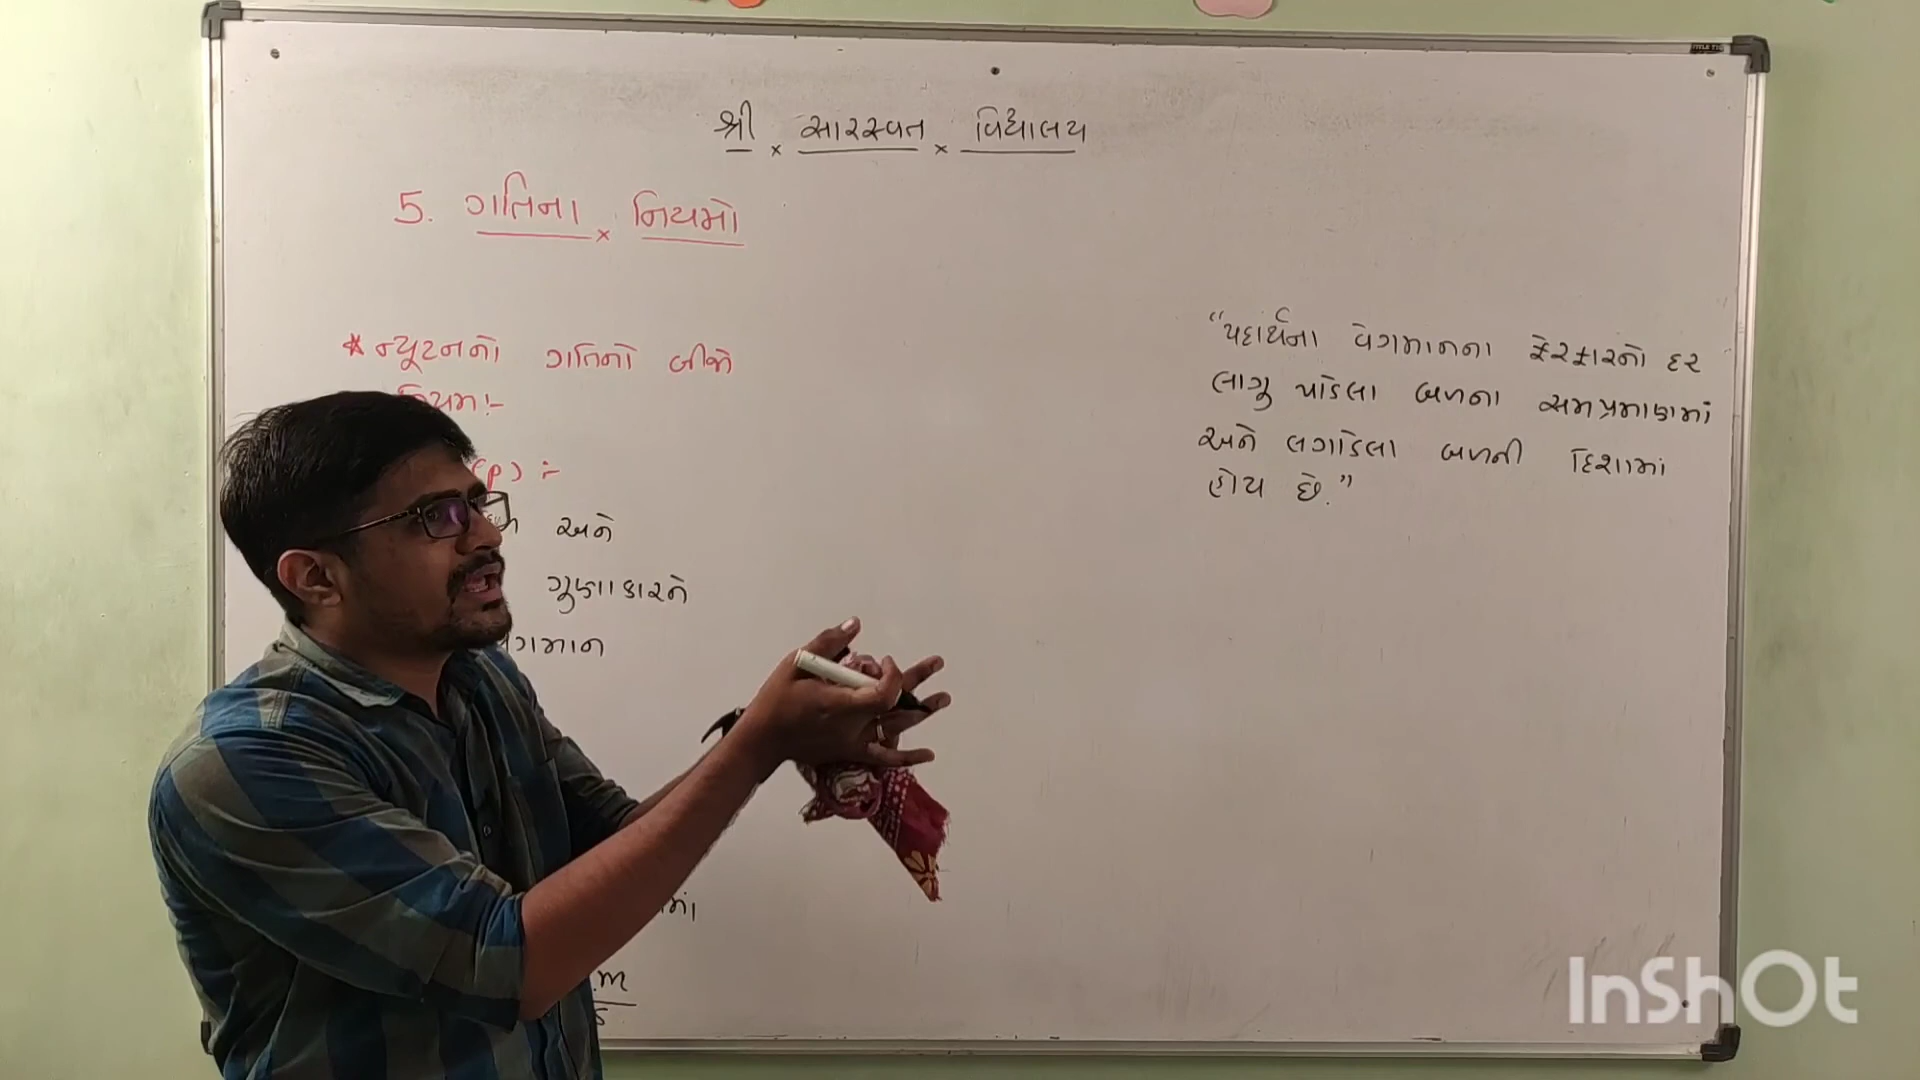 શ્રી × સારસ્વત × વિદ્યાલય
5. ગતિના × નિયમો
* ન્યૂટનનો ગતિનો બીજો
નિયમ:-
(P) :-
અને
ગુણાકારને
વેગમાન
.m
s
"પદાર્થના વેગમાનના ફેરફારનો દર
લાગુ પાડેલા બળના સમપ્રમાણમાં
અને લગાડેલા બળની દિશામાં
હોય છે."
InShOt